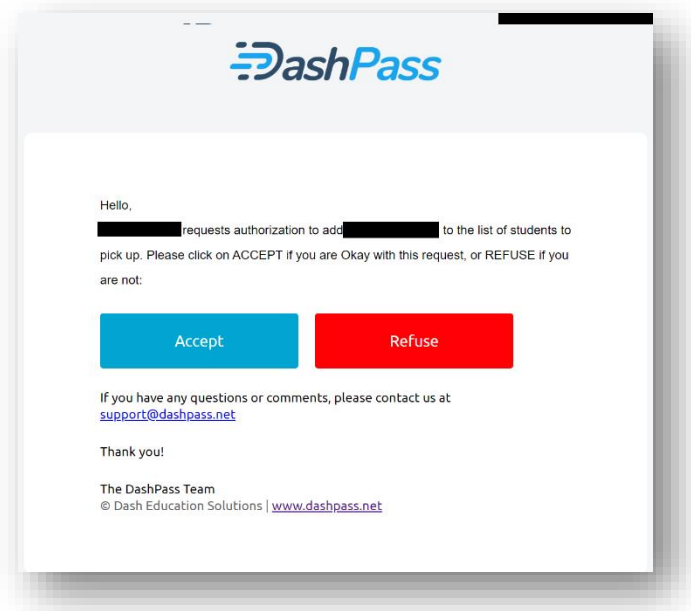 DashPass
Hello,
requests authorization to add to the list of students to
pick up. Please click on ACCEPT if you are Okay with this request, or REFUSE if you
are not:
Accept Refuse
If you have any questions or comments, please contact us at
support@dashpass.net
Thank you!
The DashPass Team
© Dash Education Solutions | www.dashpass.net